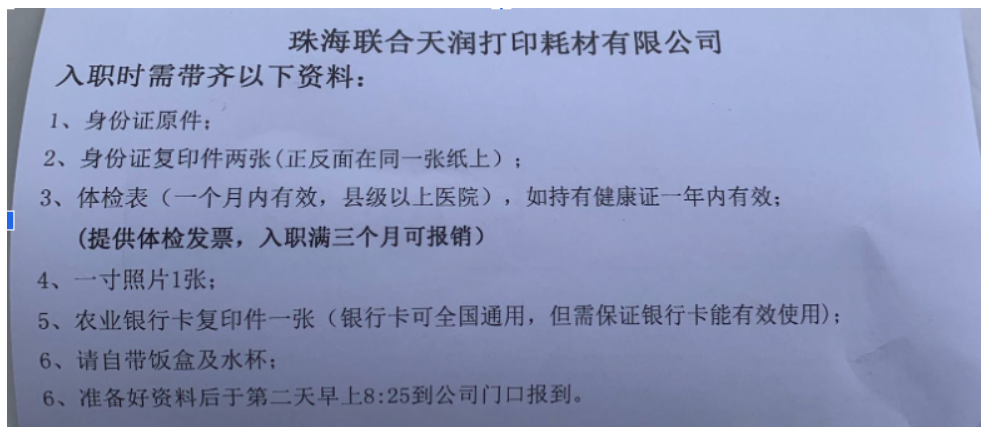 珠海联合天润打印耗材有限公司
入职时需带齐以下资料：
1、身份证原件；
2、身份证复印件两张(正反面在同一张纸上）；
3、体检表（一个月内有效，县级以上医院），如持有健康证一年内有效；
(提供体检发票，入职满三个月可报销）
4、一寸照片1张；
5、农业银行卡复印件一张（银行卡可全国通用，但需保证银行卡能有效使用)；
6、请自带饭盒及水杯；
6、准备好资料后于第二天早上8:25到公司门口报到。